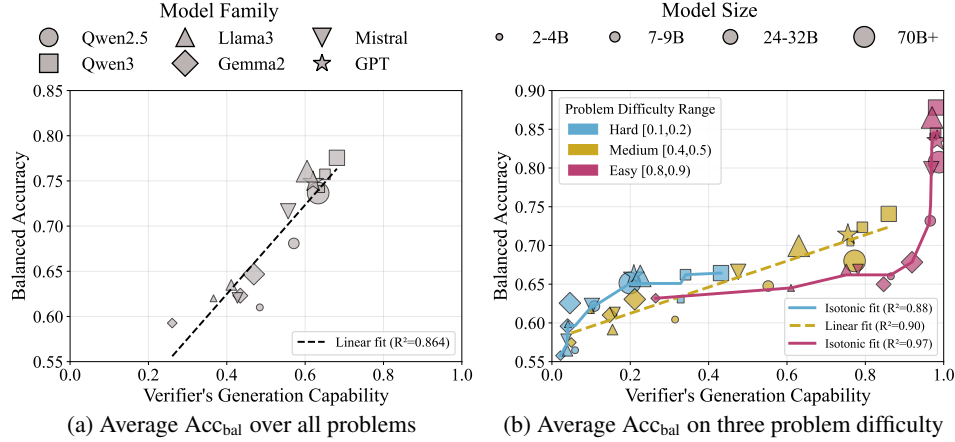 Model Family
Qwen2.5
Llama3
Mistral
Qwen3
Gemma2
GPT
Model Size
2-4B
7-9B
24-32B
70B+
0.85
0.80
0.75
0.70
0.65
0.60
0.55
Balanced Accuracy
Linear fit (R²=0.864)
0.0 0.2 0.4 0.6 0.8 1.0
Verifier's Generation Capability
(a) Average Acc_bal over all problems
0.90
0.85
0.80
0.75
0.70
0.65
0.60
0.55
Balanced Accuracy
Problem Difficulty Range
Hard [0.1,0.2)
Medium [0.4,0.5)
Easy [0.8,0.9)
Isotonic fit (R²=0.88)
Linear fit (R²=0.90)
Isotonic fit (R²=0.97)
0.0 0.2 0.4 0.6 0.8 1.0
Verifier's Generation Capability
(b) Average Acc_bal on three problem difficulty